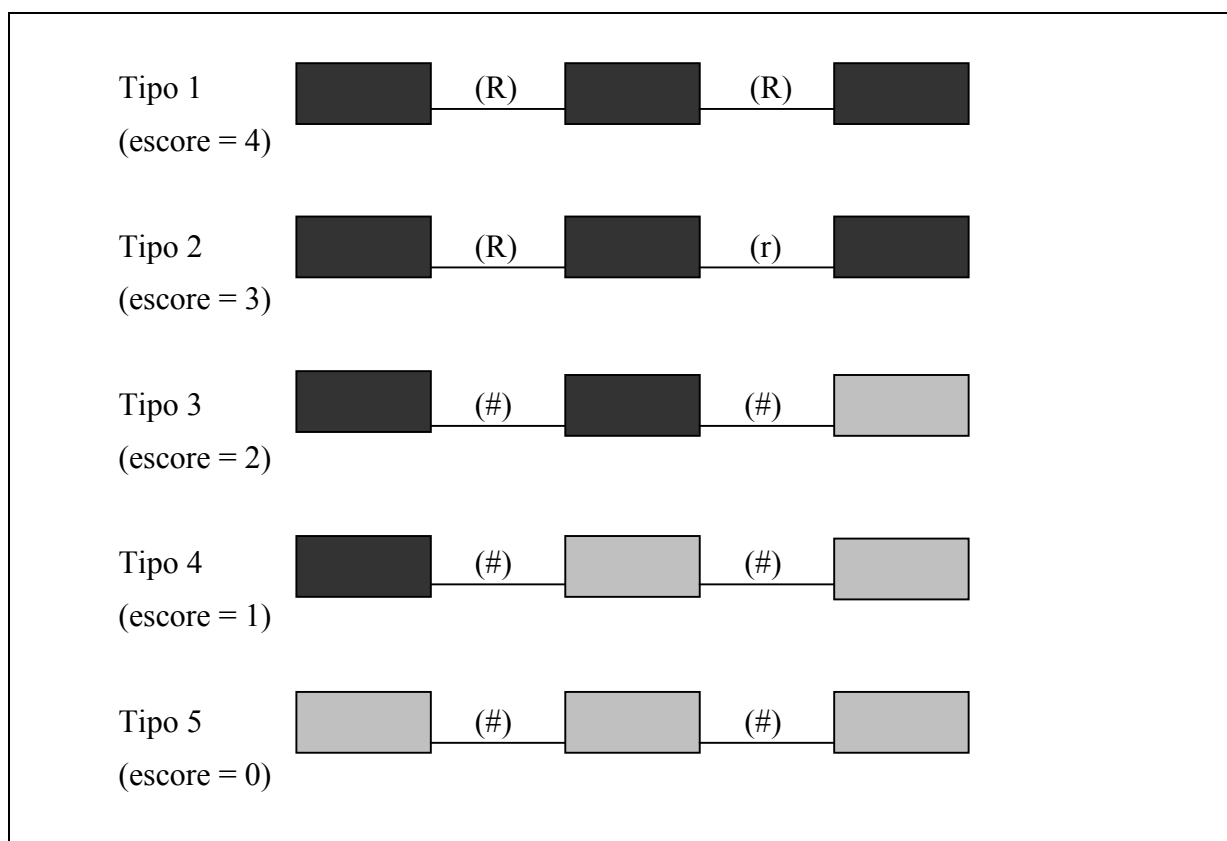 Tipo 1 (R) (R)
(escore = 4)
Tipo 2 (R) (r)
(escore = 3)
Tipo 3 (#) (#)
(escore = 2)
Tipo 4 (#) (#)
(escore = 1)
Tipo 5 (#) (#)
(escore = 0)